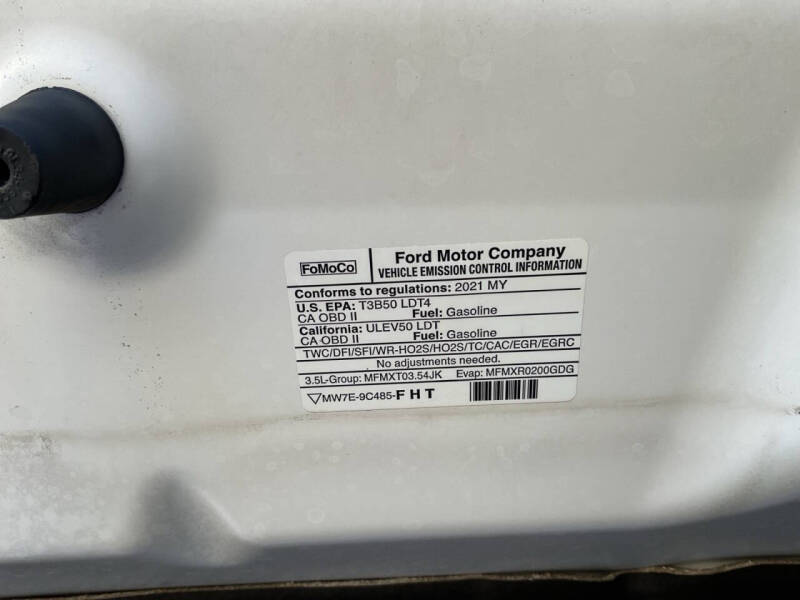 FoMoCo
Ford Motor Company
VEHICLE EMISSION CONTROL INFORMATION
Conforms to regulations: 2021 MY
U.S. EPA: T3B50 LDT4
CA OBD II Fuel: Gasoline
California: ULEV50 LDT
CA OBD II Fuel: Gasoline
TWC/DFI/SFI/WR-HO2S/HO2S/TC/CAC/EGR/EGRC
No adjustments needed.
3.5L-Group: MFMXT03.54JK Evap: MFMXR0200GDG
MW7E-9C485-FHT